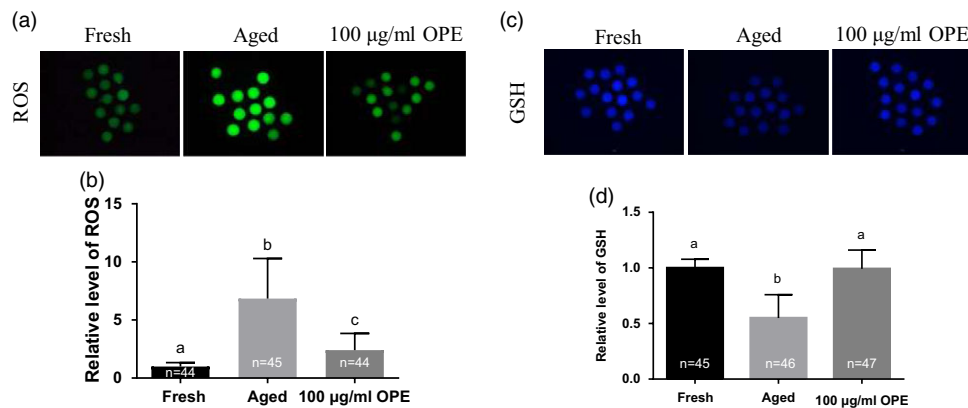 (a)
Fresh Aged 100 μg/ml OPE
ROS
(b)
Relative level of ROS
15
10
5
0
a
b
c
n=44
n=45
n=44
Fresh Aged 100 μg/ml OPE
(c)
Fresh Aged 100 μg/ml OPE
GSH
(d)
Relative level of GSH
1.5
1.0
0.5
0.0
a
b
a
n=45
n=46
n=47
Fresh Aged 100 μg/ml OPE